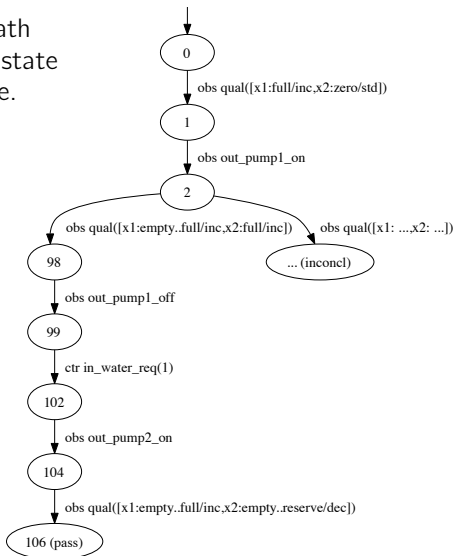 ath
state
e.
0
obs qual([x1:full/inc,x2:zero/std])
1
obs out_pump1_on
2
obs qual([x1:empty..full/inc,x2:full/inc])
obs qual([x1: ...,x2: ...])
98
... (inconcl)
obs out_pump1_off
99
ctr in_water_req(1)
102
obs out_pump2_on
104
obs qual([x1:empty..full/inc,x2:empty..reserve/dec])
106 (pass)